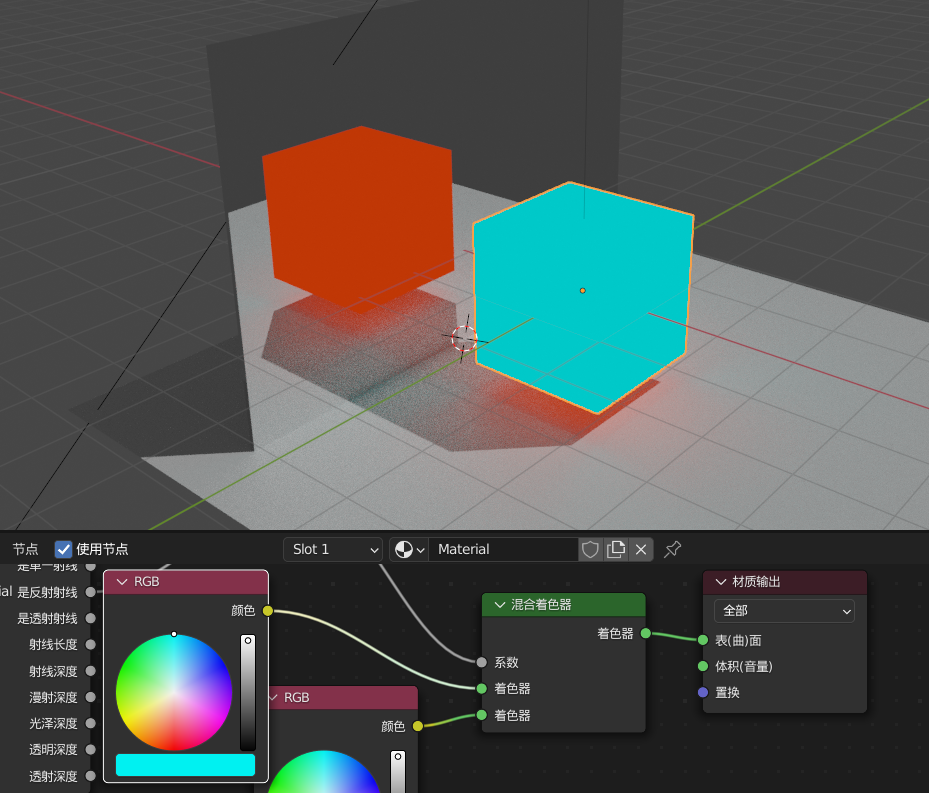 节点
使用节点
Slot 1
Material
是单一射线
ial
是反射射线
是透射射线
射线长度
射线深度
漫射深度
光泽深度
透明深度
透射深度
RGB
颜色
RGB
颜色
混合着色器
着色器
系数
着色器
着色器
材质输出
全部
表(曲)面
体积(音量)
置换